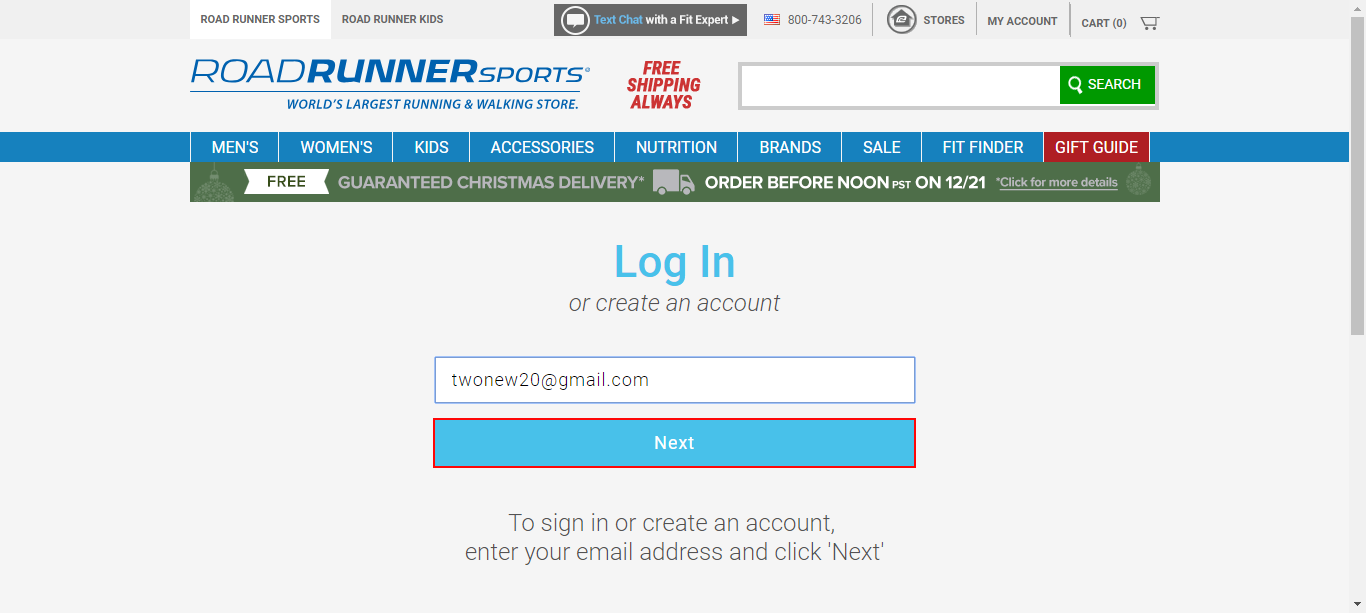 ROAD RUNNER SPORTS ROAD RUNNER KIDS Text Chat with a Fit Expert 800-743-3206 STORES MY ACCOUNT CART (0)
ROADRUNNERSPORTS®
WORLD'S LARGEST RUNNING & WALKING STORE.
FREE
SHIPPING
ALWAYS
SEARCH
MEN'S WOMEN'S KIDS ACCESSORIES NUTRITION BRANDS SALE FIT FINDER GIFT GUIDE
FREE GUARANTEED CHRISTMAS DELIVERY* ORDER BEFORE NOON PST ON 12/21 *Click for more details
Log In
or create an account
twonew20@gmail.com
Next
To sign in or create an account,
enter your email address and click 'Next'